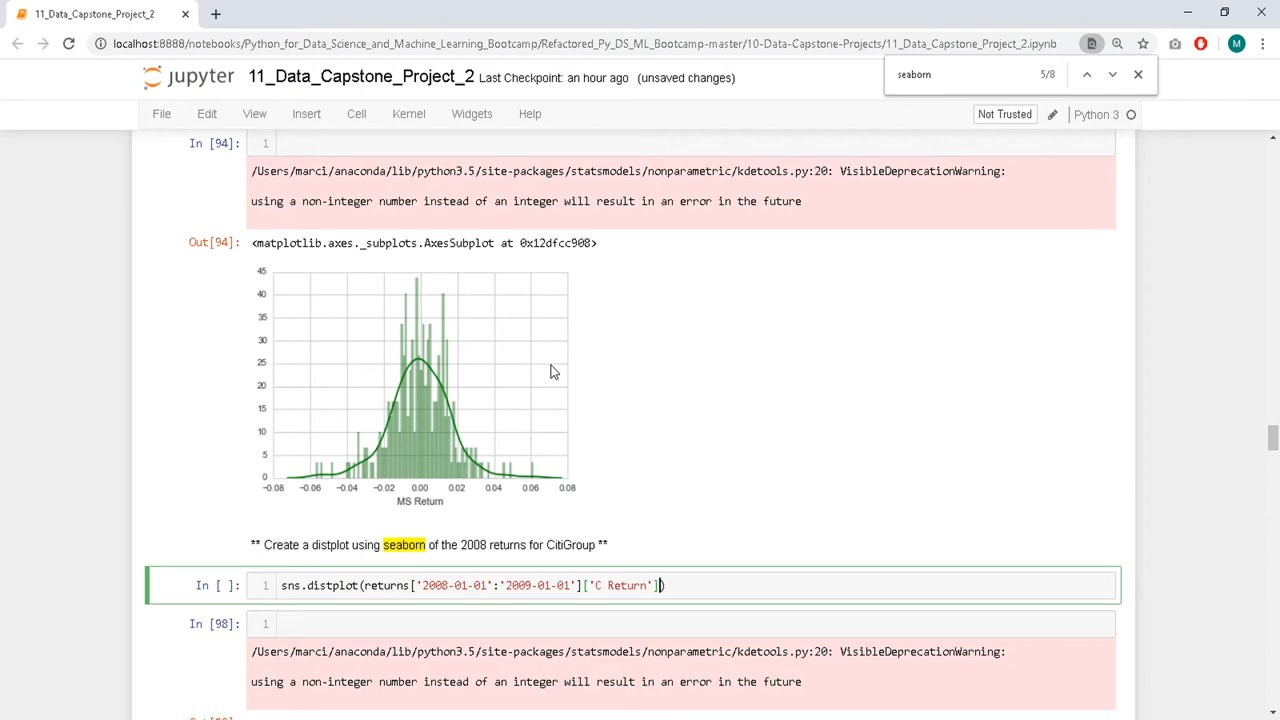 11_Data_Capstone_Project_2
localhost:8888/notebooks/Python_for_Data_Science_and_Machine_Learning_Bootcamp/Refactored_Py_DS_ML_Bootcamp-master/10-Data-Capstone-Projects/11_Data_Capstone_Project_2.ipynb
M
seaborn 5/8
jupyter 11_Data_Capstone_Project_2 Last Checkpoint: an hour ago (unsaved changes)
File Edit View Insert Cell Kernel Widgets Help Not Trusted Python 3
In [94]: 1
/Users/marci/anaconda/lib/python3.5/site-packages/statsmodels/nonparametric/kdetools.py:20: VisibleDeprecationWarning:
using a non-integer number instead of an integer will result in an error in the future
Out[94]: <matplotlib.axes._subplots.AxesSubplot at 0x12dfcc908>
45
40
35
30
25
20
15
10
5
0
−0.08 −0.06 −0.04 −0.02 0.00 0.02 0.04 0.06 0.08
MS Return
** Create a distplot using seaborn of the 2008 returns for CitiGroup **
In [ ]: 1 sns.distplot(returns['2008-01-01':'2009-01-01']['C Return'])
In [98]: 1
/Users/marci/anaconda/lib/python3.5/site-packages/statsmodels/nonparametric/kdetools.py:20: VisibleDeprecationWarning:
using a non-integer number instead of an integer will result in an error in the future